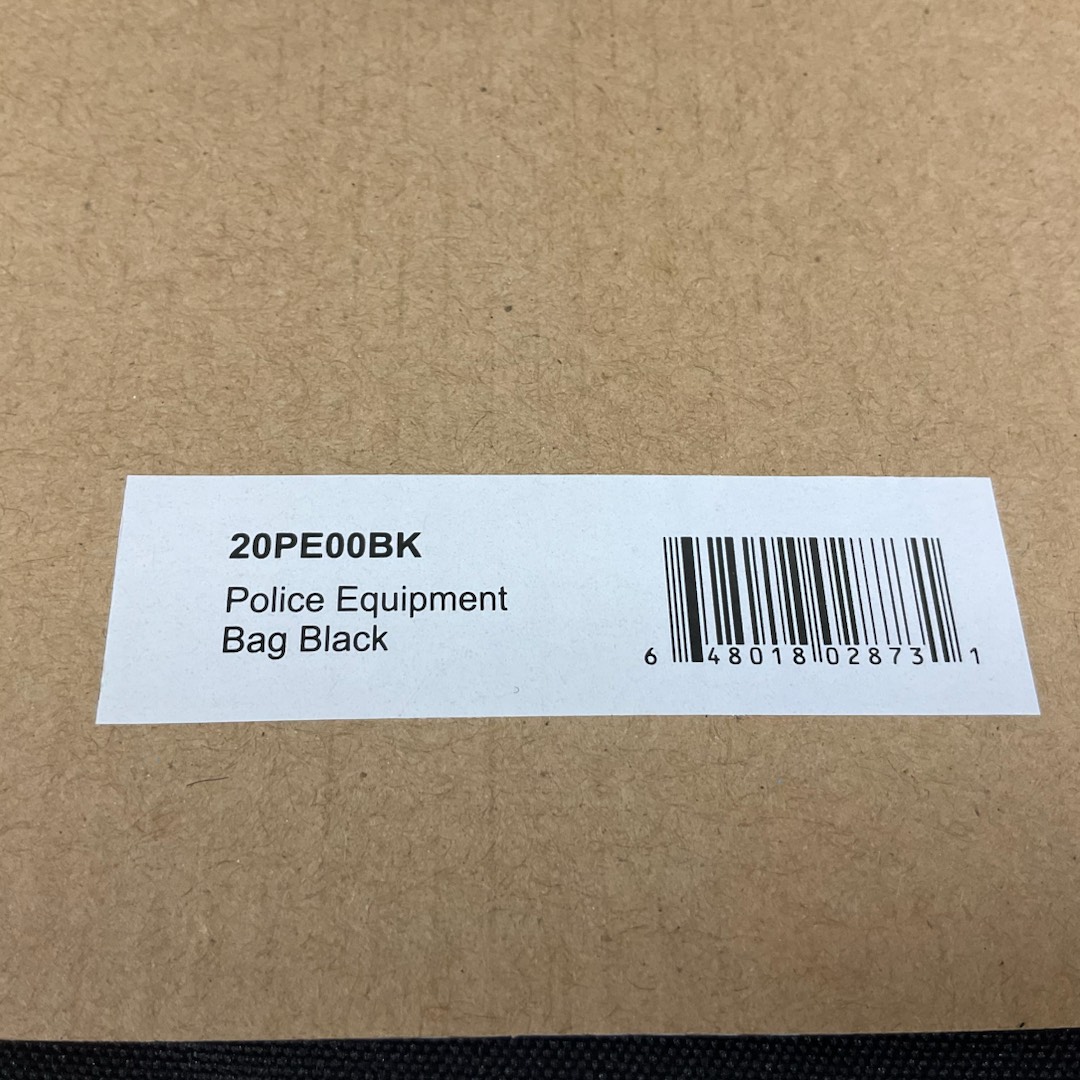 20PE00BK
Police Equipment
Bag Black
6 48018 02873 1